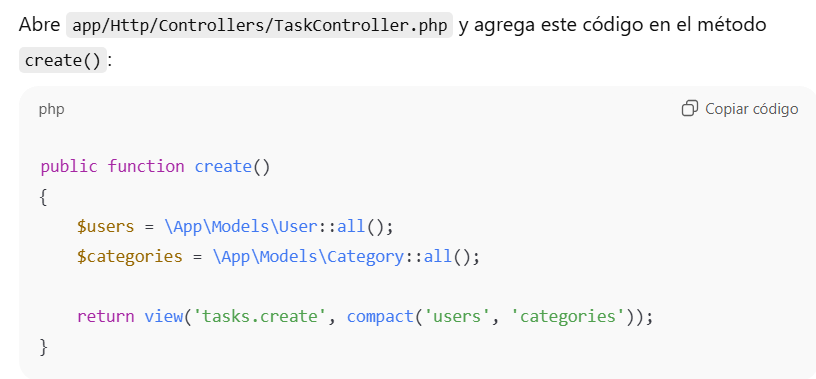 Abre app/Http/Controllers/TaskController.php y agrega este código en el método
create() :
php
Copiar código
public function create()
{
    $users = \App\Models\User::all();
    $categories = \App\Models\Category::all();
    return view('tasks.create', compact('users', 'categories'));
}